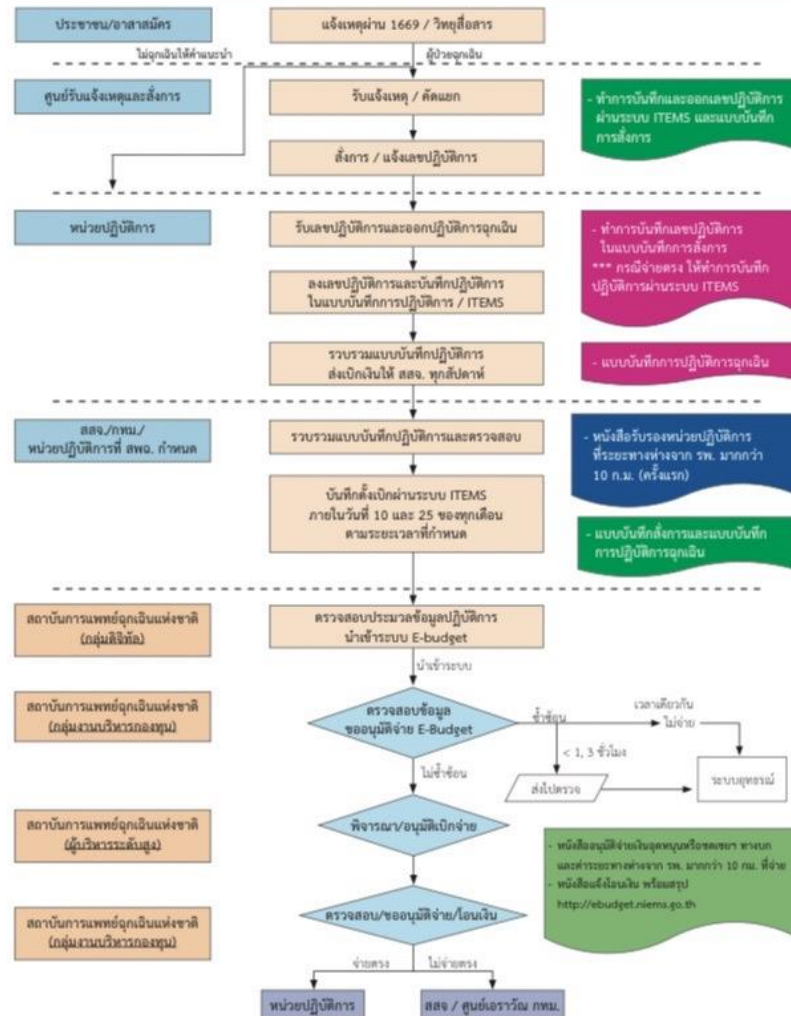 ประชาชน/อาสาสมัคร
แจ้งเหตุผ่าน 1669 / วิทยุสื่อสาร
ไม่ฉุกเฉินให้คำแนะนำ
ผู้ป่วยฉุกเฉิน
ศูนย์รับแจ้งเหตุและสั่งการ
รับแจ้งเหตุ / คัดแยก
- ทำการบันทึกและออกเลขปฏิบัติการ
ผ่านระบบ ITEMS และแบบบันทึก
การสั่งการ
สั่งการ / แจ้งเลขปฏิบัติการ
หน่วยปฏิบัติการ
รับเลขปฏิบัติการและออกปฏิบัติการฉุกเฉิน
- ทำการบันทึกเลขปฏิบัติการ
ในแบบบันทึกการสั่งการ
*** กรณีจ่ายตรง ให้ทำการบันทึก
ปฏิบัติการผ่านระบบ ITEMS
ลงเลขปฏิบัติการและบันทึกปฏิบัติการ
ในแบบบันทึกการปฏิบัติการ / ITEMS
รวบรวมแบบบันทึกปฏิบัติการ
ส่งเบิกเงินให้ สสจ. ทุกสัปดาห์
- แบบบันทึกการปฏิบัติการฉุกเฉิน
สสจ./กทม./
หน่วยปฏิบัติการที่ สพฉ. กำหนด
รวบรวมแบบบันทึกปฏิบัติการและตรวจสอบ
- หนังสือรับรองหน่วยปฏิบัติการ
ที่ระยะทางห่างจาก รพ. มากกว่า
10 ก.ม. (ครั้งแรก)
บันทึกตั้งเบิกผ่านระบบ ITEMS
ภายในวันที่ 10 และ 25 ของทุกเดือน
ตามระยะเวลาที่กำหนด
- แบบบันทึกสั่งการและแบบบันทึก
การปฏิบัติการฉุกเฉิน
สถาบันการแพทย์ฉุกเฉินแห่งชาติ
(กลุ่มดิจิทัล)
ตรวจสอบประมวลข้อมูลปฏิบัติการ
นำเข้าระบบ E-budget
นำเข้าระบบ
สถาบันการแพทย์ฉุกเฉินแห่งชาติ
(กลุ่มงานบริหารกองทุน)
ตรวจสอบข้อมูล
ขออนุมัติจ่าย E-Budget
ซ้ำซ้อน
เวลาเดียวกัน
ไม่จ่าย
< 1, 3 ชั่วโมง
ส่งไปตรวจ
ระบบอุทธรณ์
ไม่ซ้ำซ้อน
สถาบันการแพทย์ฉุกเฉินแห่งชาติ
(ผู้บริหารระดับสูง)
พิจารณา/อนุมัติเบิกจ่าย
- หนังสืออนุมัติจ่ายเงินอุดหนุนหรือชดเชยฯ ทางบก
และค่าระยะทางห่างจาก รพ. มากกว่า 10 กม. ที่จ่าย
- หนังสือแจ้งโอนเงิน พร้อมสรุป
http://ebudget.niems.go.th
สถาบันการแพทย์ฉุกเฉินแห่งชาติ
(กลุ่มงานบริหารกองทุน)
ตรวจสอบ/ขออนุมัติจ่าย/โอนเงิน
จ่ายตรง
ไม่จ่ายตรง
หน่วยปฏิบัติการ
สสจ / ศูนย์เอราวัณ กทม.